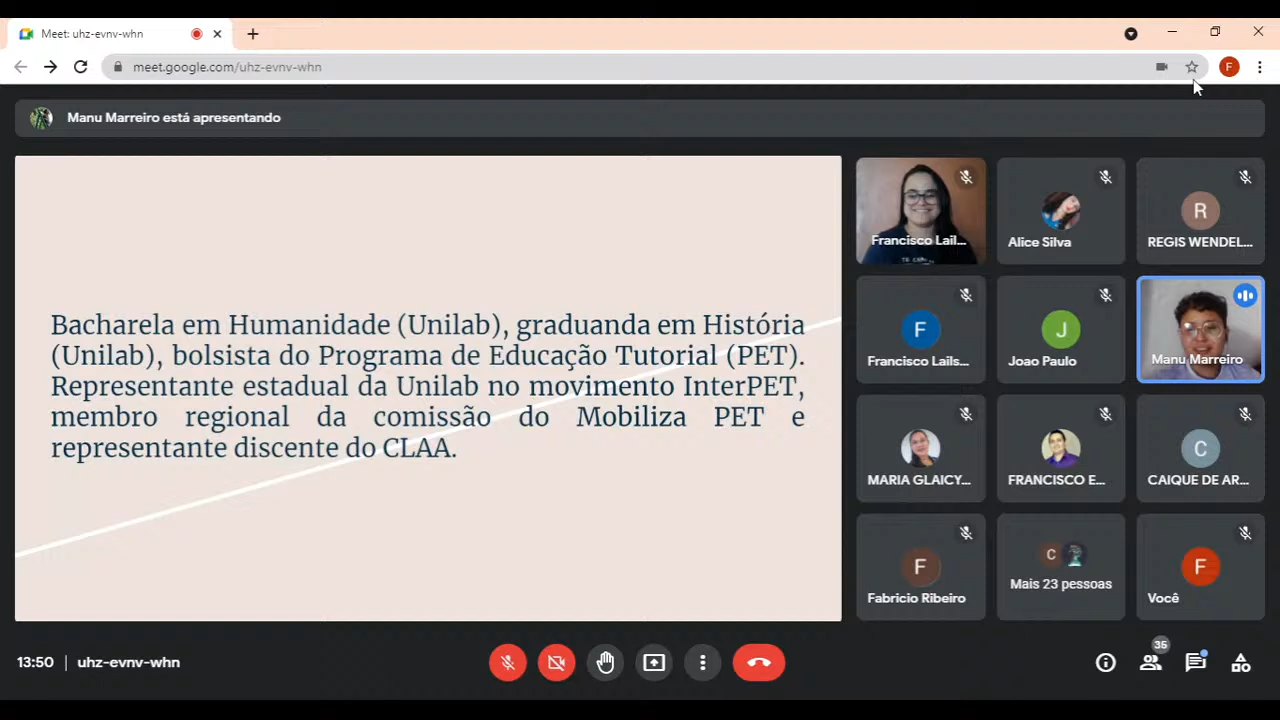 Meet: uhz-evnv-whn
meet.google.com/uhz-evnv-whn
F
Manu Marreiro está apresentando
Bacharela em Humanidade (Unilab), graduanda em História
(Unilab), bolsista do Programa de Educação Tutorial (PET).
Representante estadual da Unilab no movimento InterPET,
membro regional da comissão do Mobiliza PET e
representante discente do CLAA.
Francisco Lail...
Alice Silva
R
REGIS WENDEL...
F
Francisco Lails...
J
Joao Paulo
Manu Marreiro
MARIA GLAICY...
FRANCISCO E...
C
CAIQUE DE AR...
F
Fabricio Ribeiro
C
Mais 23 pessoas
F
Você
13:50 | uhz-evnv-whn
35